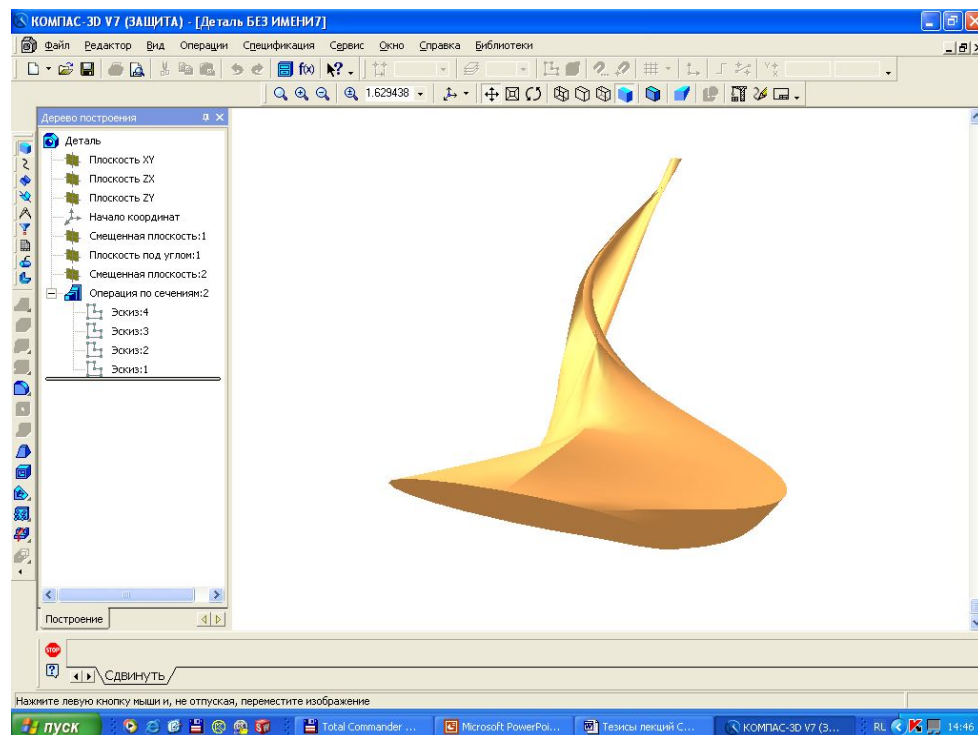 КОМПАС-3D V7 (ЗАЩИТА) - [Деталь БЕЗ ИМЕНИ7]
Файл Редактор Вид Операции Спецификация Сервис Окно Справка Библиотеки
1.629438
Дерево построения
Деталь
Плоскость XY
Плоскость ZX
Плоскость ZY
Начало координат
Смещенная плоскость:1
Плоскость под углом:1
Смещенная плоскость:2
Операция по сечениям:2
Эскиз:4
Эскиз:3
Эскиз:2
Эскиз:1
Построение
STOP
Сдвинуть
Нажмите левую кнопку мыши и, не отпуская, переместите изображение
пуск Total Commander ... Microsoft PowerPoi... Тезисы лекций С... КОМПАС-3D V7 (З... RL 14:46